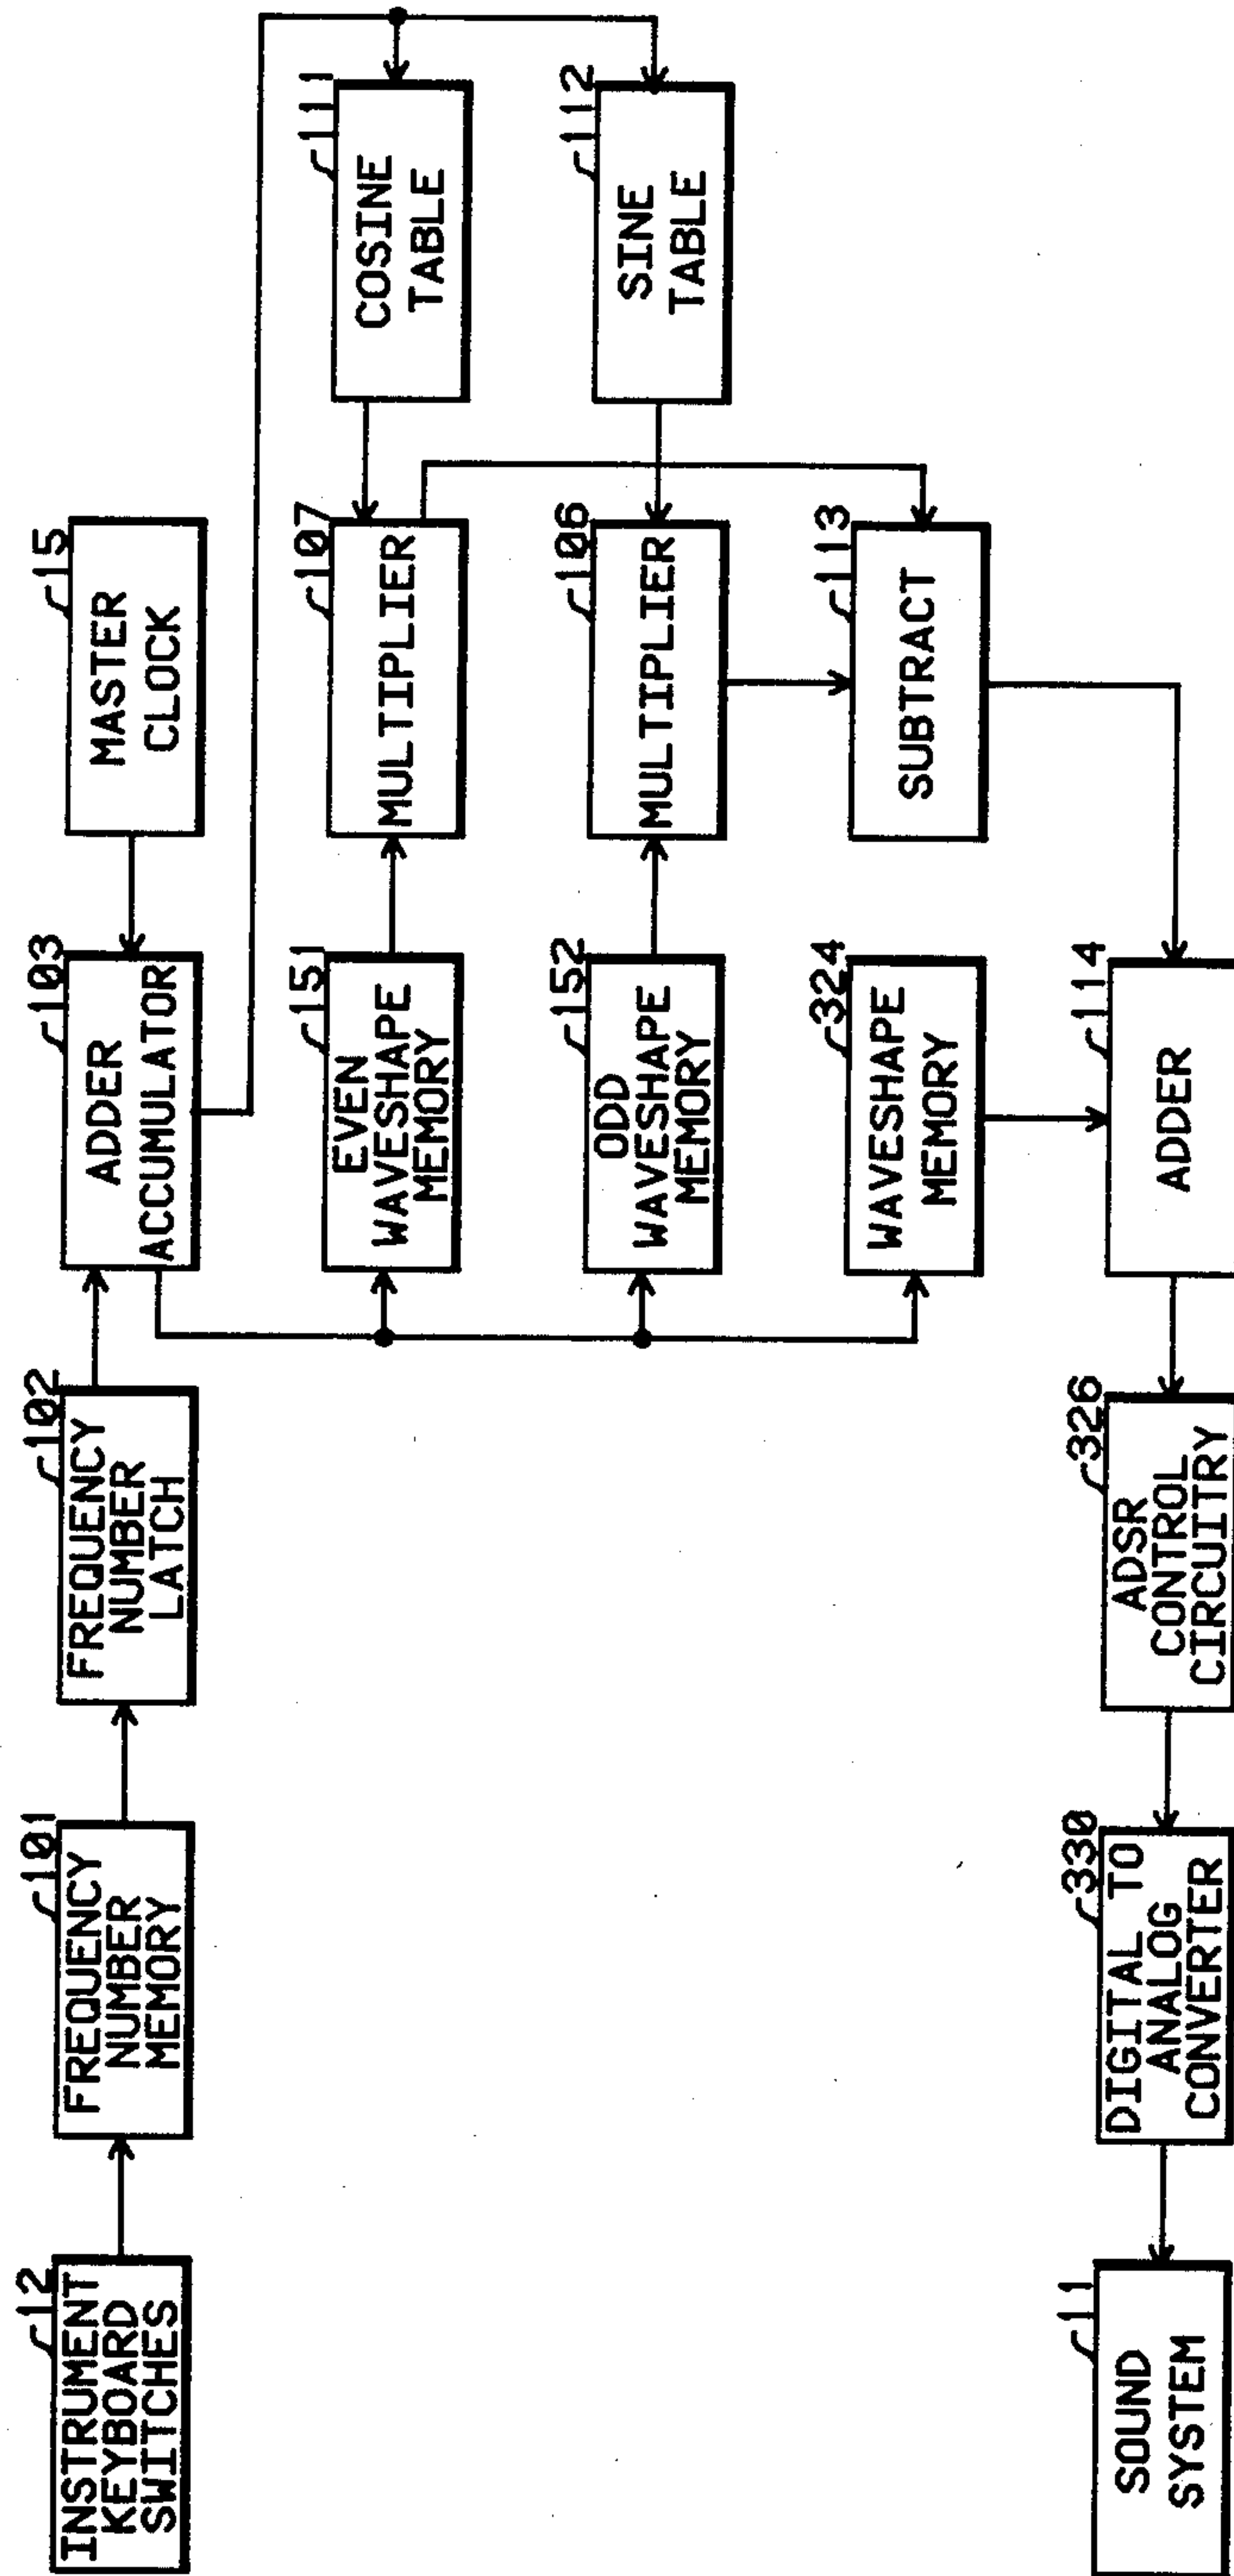 12
INSTRUMENT
KEYBOARD
SWITCHES
101
FREQUENCY
NUMBER
MEMORY
102
FREQUENCY
NUMBER
LATCH
103
ADDER
ACCUMULATOR
15
MASTER
CLOCK
151
EVEN
WAVESHAPE
MEMORY
107
MULTIPLIER
111
COSINE
TABLE
152
ODD
WAVESHAPE
MEMORY
106
MULTIPLIER
112
SINE
TABLE
324
WAVESHAPE
MEMORY
113
SUBTRACT
11
SOUND
SYSTEM
330
DIGITAL TO
ANALOG
CONVERTER
326
ADSR
CONTROL
CIRCUITRY
114
ADDER